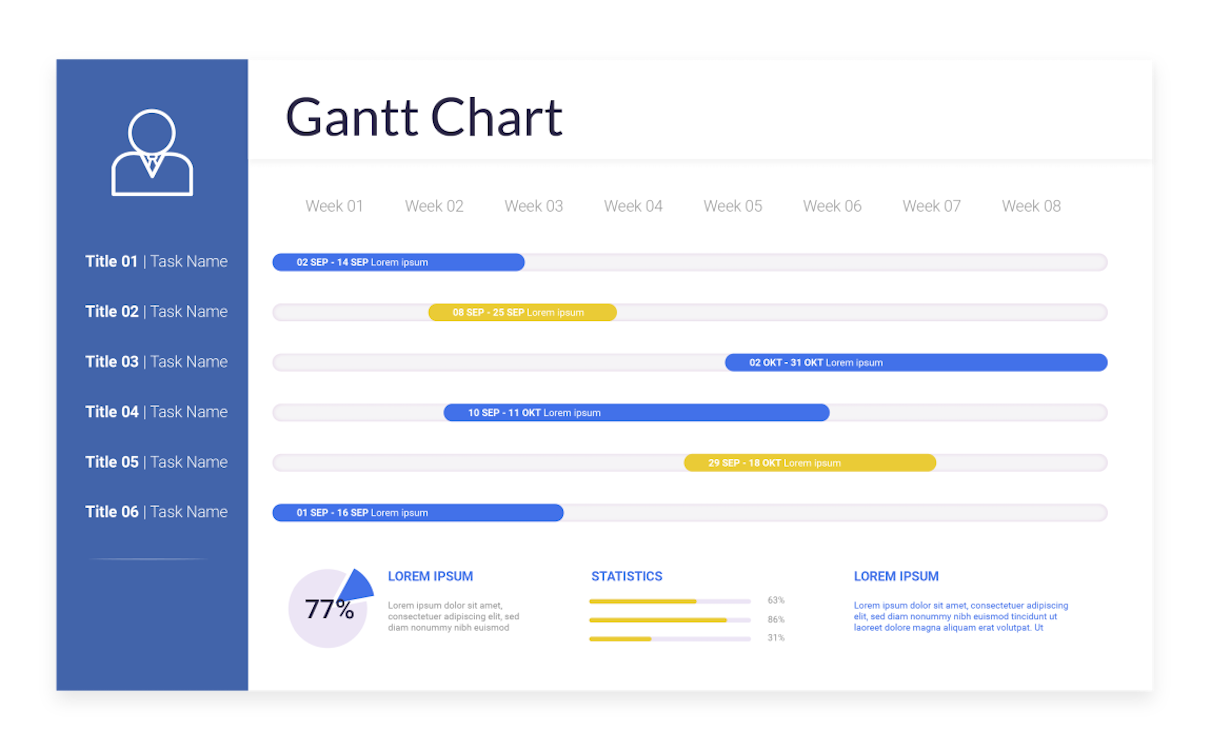 Gantt Chart
Week 01 Week 02 Week 03 Week 04 Week 05 Week 06 Week 07 Week 08
Title 01 | Task Name
02 SEP - 14 SEP Lorem ipsum
Title 02 | Task Name
08 SEP - 25 SEP Lorem ipsum
Title 03 | Task Name
02 OKT - 31 OKT Lorem ipsum
Title 04 | Task Name
10 SEP - 11 OKT Lorem ipsum
Title 05 | Task Name
29 SEP - 18 OKT Lorem ipsum
Title 06 | Task Name
01 SEP - 16 SEP Lorem ipsum
77%
LOREM IPSUM
Lorem ipsum dolor sit amet,
consectetuer adipiscing elit, sed
diam nonummy nibh euismod
STATISTICS
63%
86%
31%
LOREM IPSUM
Lorem ipsum dolor sit amet, consectetuer adipiscing
elit, sed diam nonummy nibh euismod tincidunt ut
laoreet dolore magna aliquam erat volutpat. Ut